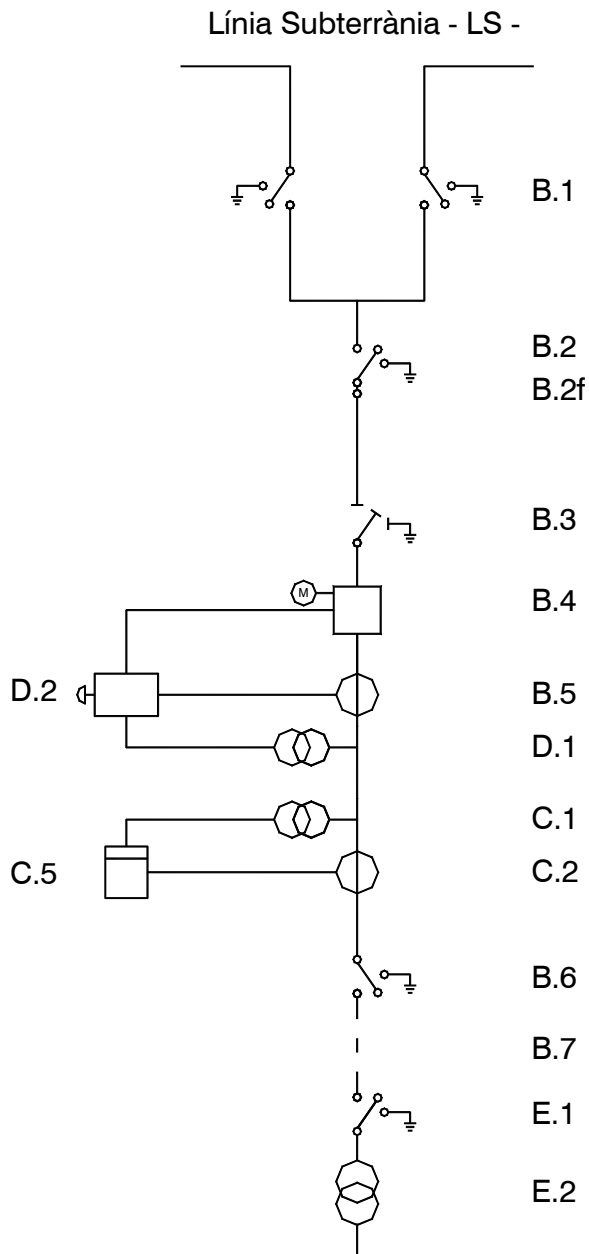 Línia Subterrània - LS -
B.1
B.2
B.2f
B.3
M
B.4
D.2
B.5
D.1
C.1
C.5
C.2
B.6
B.7
E.1
E.2